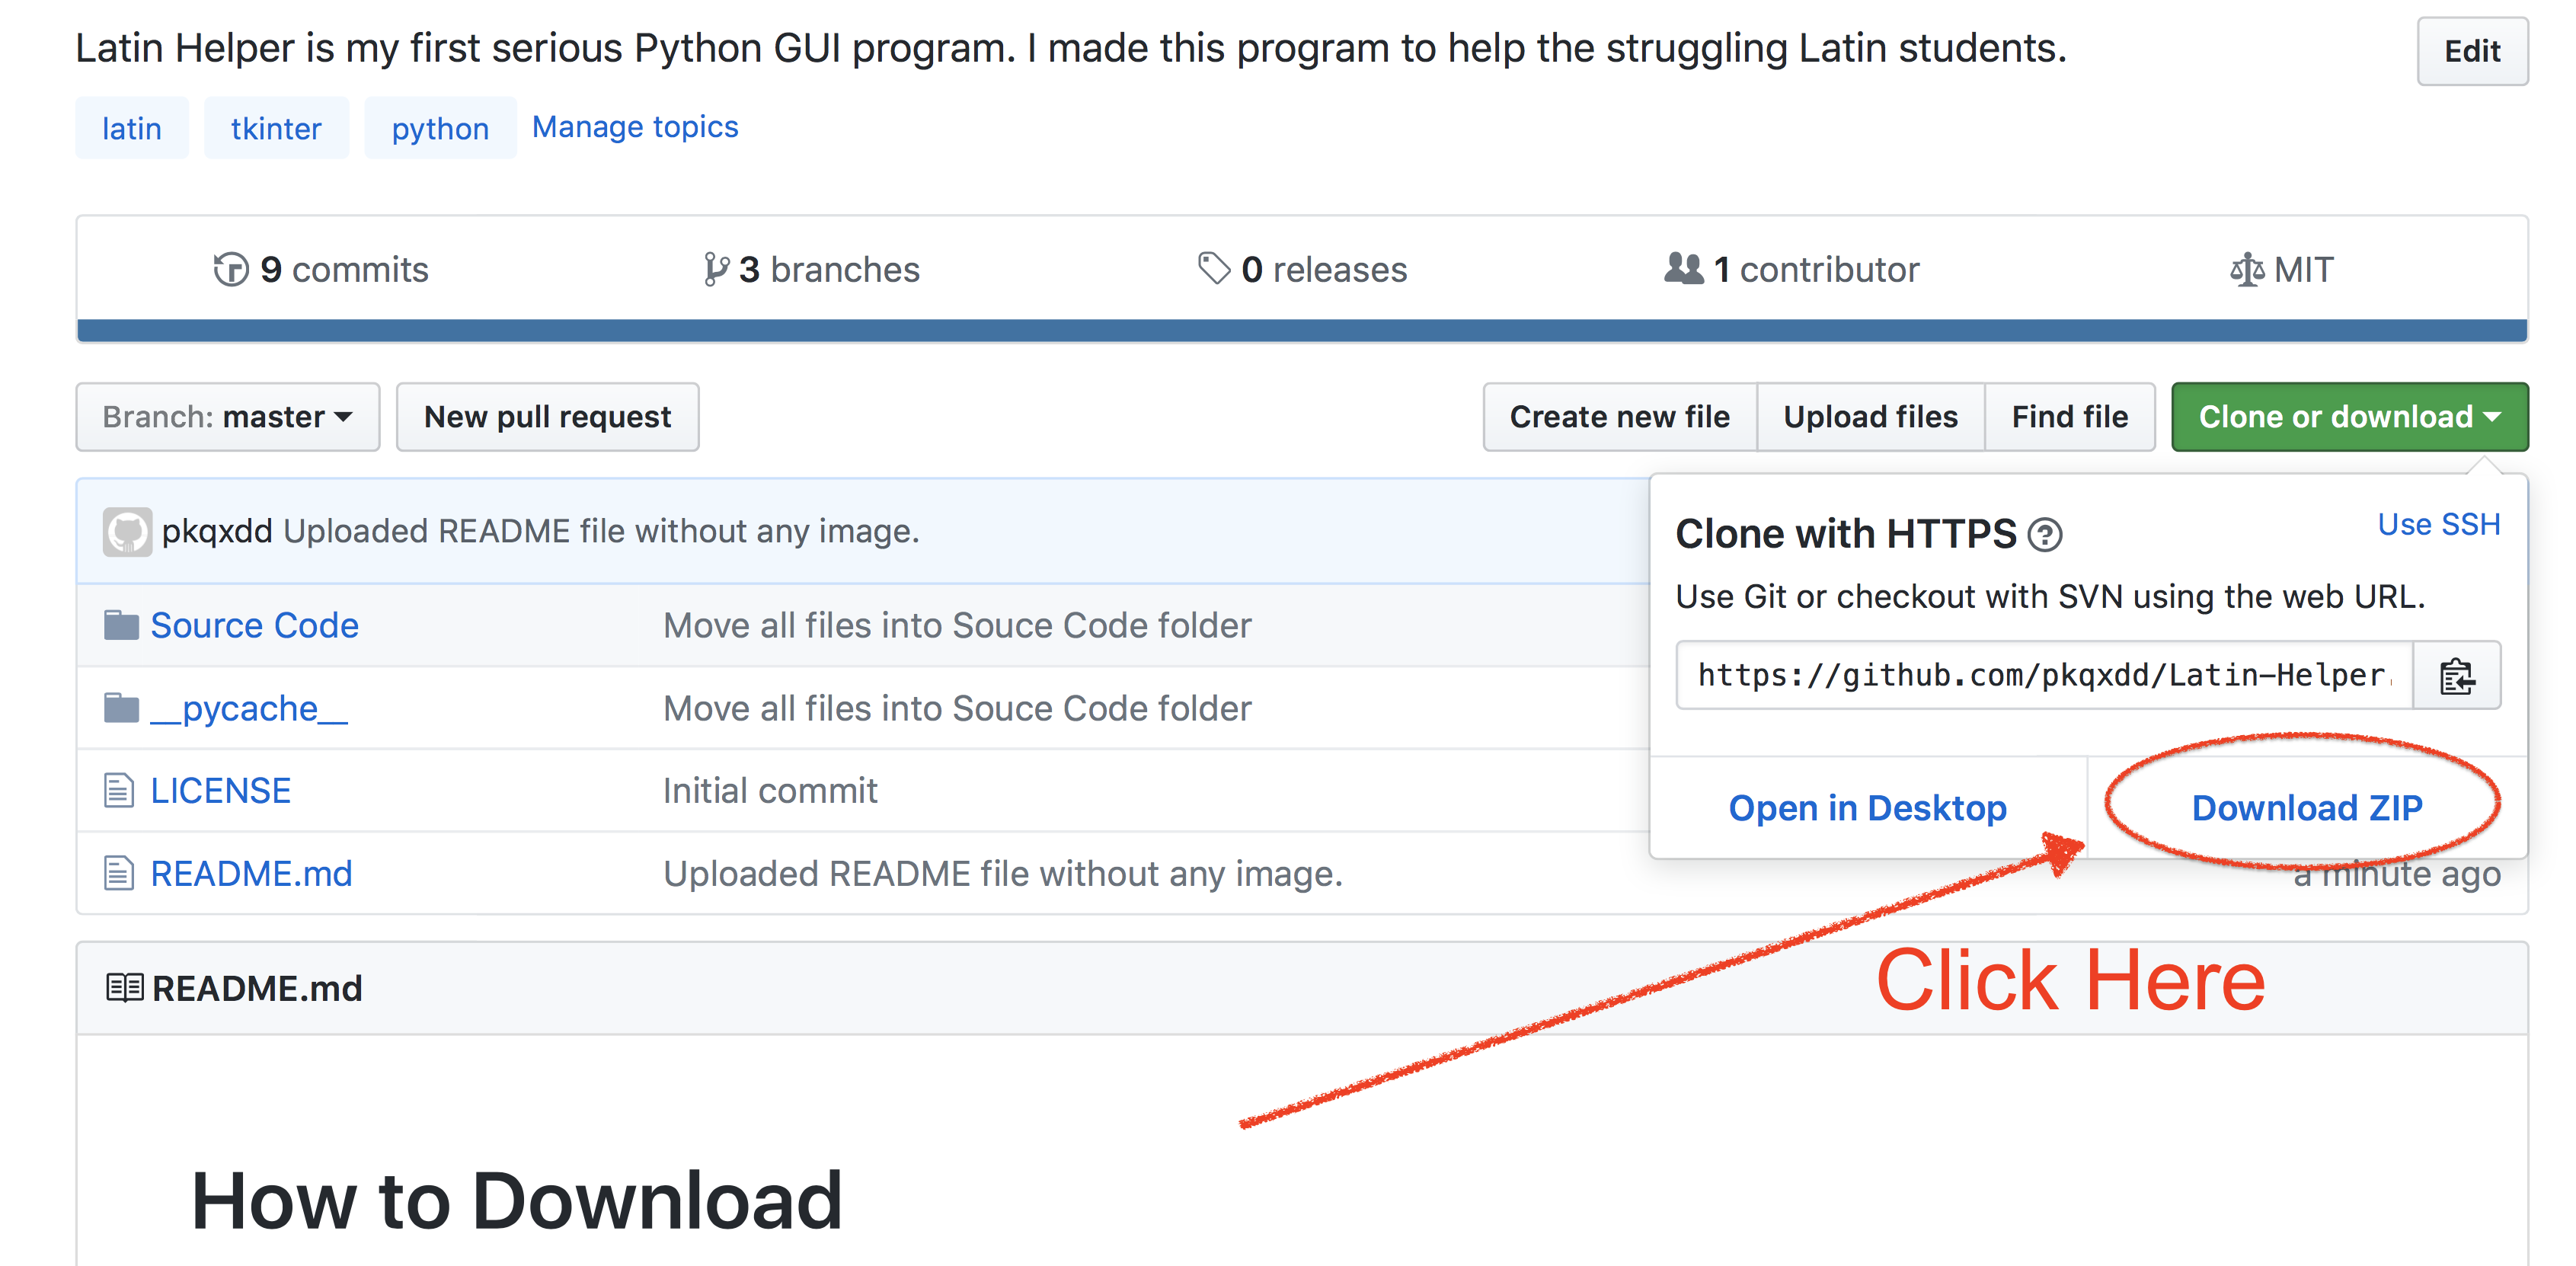 Latin Helper is my first serious Python GUI program. I made this program to help the struggling Latin students.
Edit
latin tkinter python Manage topics
9 commits 3 branches 0 releases 1 contributor MIT
Branch: master New pull request Create new file Upload files Find file Clone or download
pkqxdd Uploaded README file without any image.
Clone with HTTPS ? Use SSH
Use Git or checkout with SVN using the web URL.
Source Code Move all files into Souce Code folder
https://github.com/pkqxdd/Latin-Helper.
__pycache__ Move all files into Souce Code folder
LICENSE Initial commit
Open in Desktop Download ZIP
README.md Uploaded README file without any image. a minute ago
Click Here
README.md
How to Download